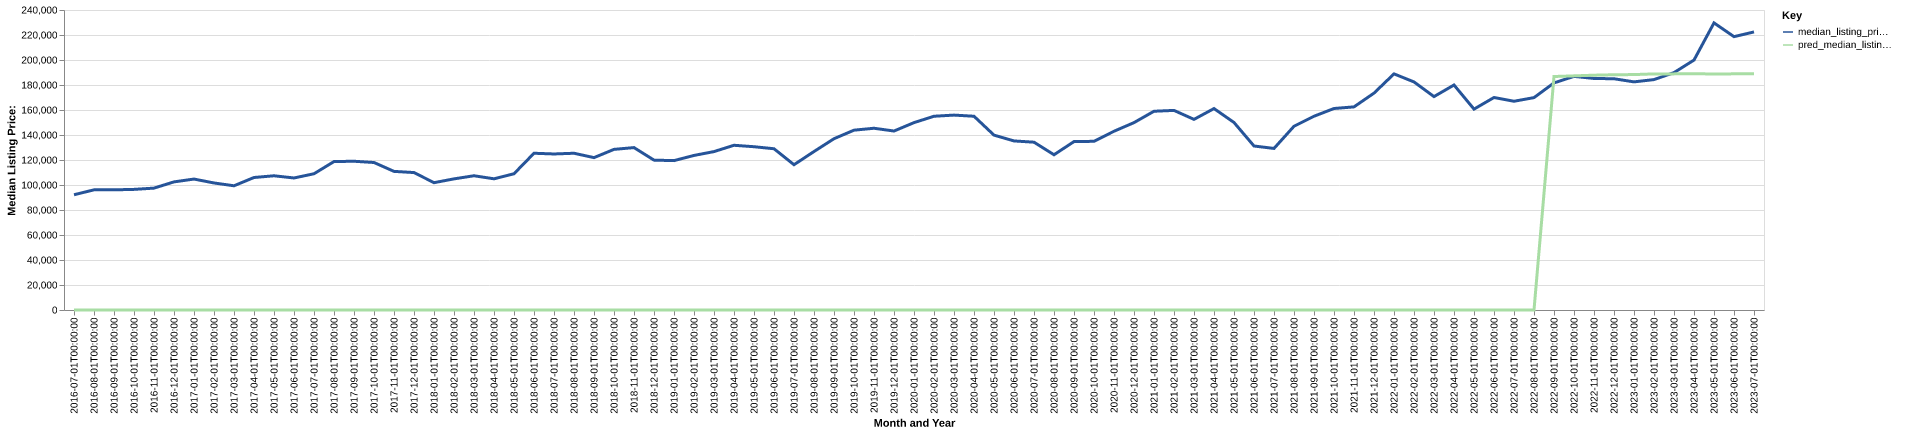 240,000
220,000
200,000
180,000
160,000
140,000
120,000
100,000
80,000
60,000
40,000
20,000
0
Median Listing Price:
2016-07-01T00:00:00
2016-08-01T00:00:00
2016-09-01T00:00:00
2016-10-01T00:00:00
2016-11-01T00:00:00
2016-12-01T00:00:00
2017-01-01T00:00:00
2017-02-01T00:00:00
2017-03-01T00:00:00
2017-04-01T00:00:00
2017-05-01T00:00:00
2017-06-01T00:00:00
2017-07-01T00:00:00
2017-08-01T00:00:00
2017-09-01T00:00:00
2017-10-01T00:00:00
2017-11-01T00:00:00
2017-12-01T00:00:00
2018-01-01T00:00:00
2018-02-01T00:00:00
2018-03-01T00:00:00
2018-04-01T00:00:00
2018-05-01T00:00:00
2018-06-01T00:00:00
2018-07-01T00:00:00
2018-08-01T00:00:00
2018-09-01T00:00:00
2018-10-01T00:00:00
2018-11-01T00:00:00
2018-12-01T00:00:00
2019-01-01T00:00:00
2019-02-01T00:00:00
2019-03-01T00:00:00
2019-04-01T00:00:00
2019-05-01T00:00:00
2019-06-01T00:00:00
2019-07-01T00:00:00
2019-08-01T00:00:00
2019-09-01T00:00:00
2019-10-01T00:00:00
2019-11-01T00:00:00
2019-12-01T00:00:00
2020-01-01T00:00:00
2020-02-01T00:00:00
2020-03-01T00:00:00
2020-04-01T00:00:00
2020-05-01T00:00:00
2020-06-01T00:00:00
2020-07-01T00:00:00
2020-08-01T00:00:00
2020-09-01T00:00:00
2020-10-01T00:00:00
2020-11-01T00:00:00
2020-12-01T00:00:00
2021-01-01T00:00:00
2021-02-01T00:00:00
2021-03-01T00:00:00
2021-04-01T00:00:00
2021-05-01T00:00:00
2021-06-01T00:00:00
2021-07-01T00:00:00
2021-08-01T00:00:00
2021-09-01T00:00:00
2021-10-01T00:00:00
2021-11-01T00:00:00
2021-12-01T00:00:00
2022-01-01T00:00:00
2022-02-01T00:00:00
2022-03-01T00:00:00
2022-04-01T00:00:00
2022-05-01T00:00:00
2022-06-01T00:00:00
2022-07-01T00:00:00
2022-08-01T00:00:00
2022-09-01T00:00:00
2022-10-01T00:00:00
2022-11-01T00:00:00
2022-12-01T00:00:00
2023-01-01T00:00:00
2023-02-01T00:00:00
2023-03-01T00:00:00
2023-04-01T00:00:00
2023-05-01T00:00:00
2023-06-01T00:00:00
2023-07-01T00:00:00
Month and Year
Key
median_listing_pri…
pred_median_listin…